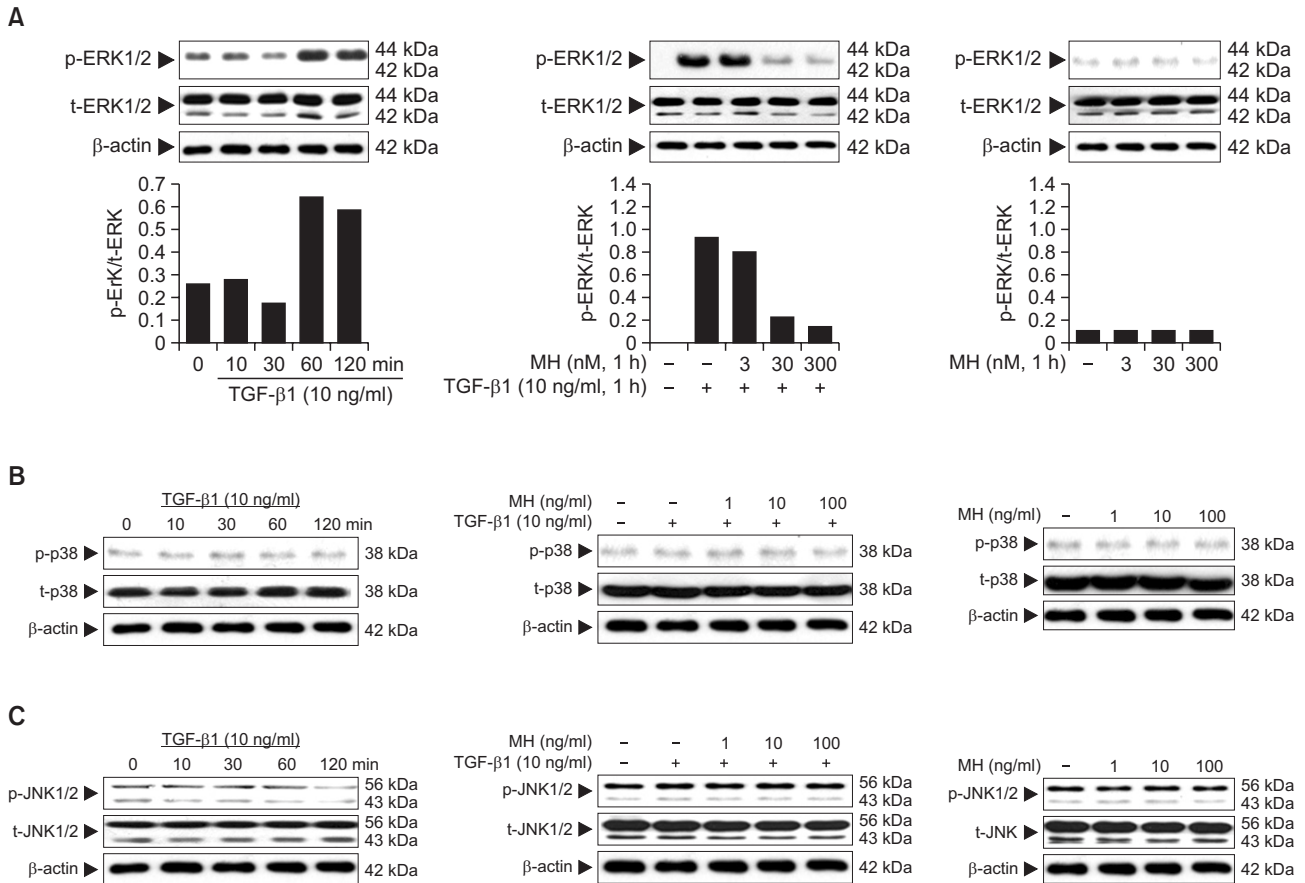 A
p-ERK1/2 44 kDa
42 kDa
t-ERK1/2 44 kDa
42 kDa
β-actin 42 kDa
0.7
0.6
0.5
0.4
0.3
0.2
0.1
0
p-ErK/t-ERK
0 10 30 60 120 min
TGF-β1 (10 ng/ml)
p-ERK1/2 44 kDa
42 kDa
t-ERK1/2 44 kDa
42 kDa
β-actin 42 kDa
1.4
1.2
1.0
0.8
0.6
0.4
0.2
0
p-ERK/t-ERK
MH (nM, 1 h) – – 3 30 300
TGF-β1 (10 ng/ml, 1 h) – + + + +
p-ERK1/2 44 kDa
42 kDa
t-ERK1/2 44 kDa
42 kDa
β-actin 42 kDa
1.4
1.2
1.0
0.8
0.6
0.4
0.2
0
p-ERK/t-ERK
MH (nM, 1 h) – 3 30 300
B
TGF-β1 (10 ng/ml)
0 10 30 60 120 min
p-p38 38 kDa
t-p38 38 kDa
β-actin 42 kDa
MH (ng/ml) – – 1 10 100
TGF-β1 (10 ng/ml) – + + + +
p-p38 38 kDa
t-p38 38 kDa
β-actin 42 kDa
MH (ng/ml) – 1 10 100
p-p38 38 kDa
t-p38 38 kDa
β-actin 42 kDa
C
TGF-β1 (10 ng/ml)
0 10 30 60 120 min
p-JNK1/2 56 kDa
43 kDa
t-JNK1/2 56 kDa
43 kDa
β-actin 42 kDa
MH (ng/ml) – – 1 10 100
TGF-β1 (10 ng/ml) – + + + +
p-JNK1/2 56 kDa
43 kDa
t-JNK1/2 56 kDa
43 kDa
β-actin 42 kDa
MH (ng/ml) – 1 10 100
p-JNK1/2 56 kDa
43 kDa
t-JNK 56 kDa
43 kDa
β-actin 42 kDa